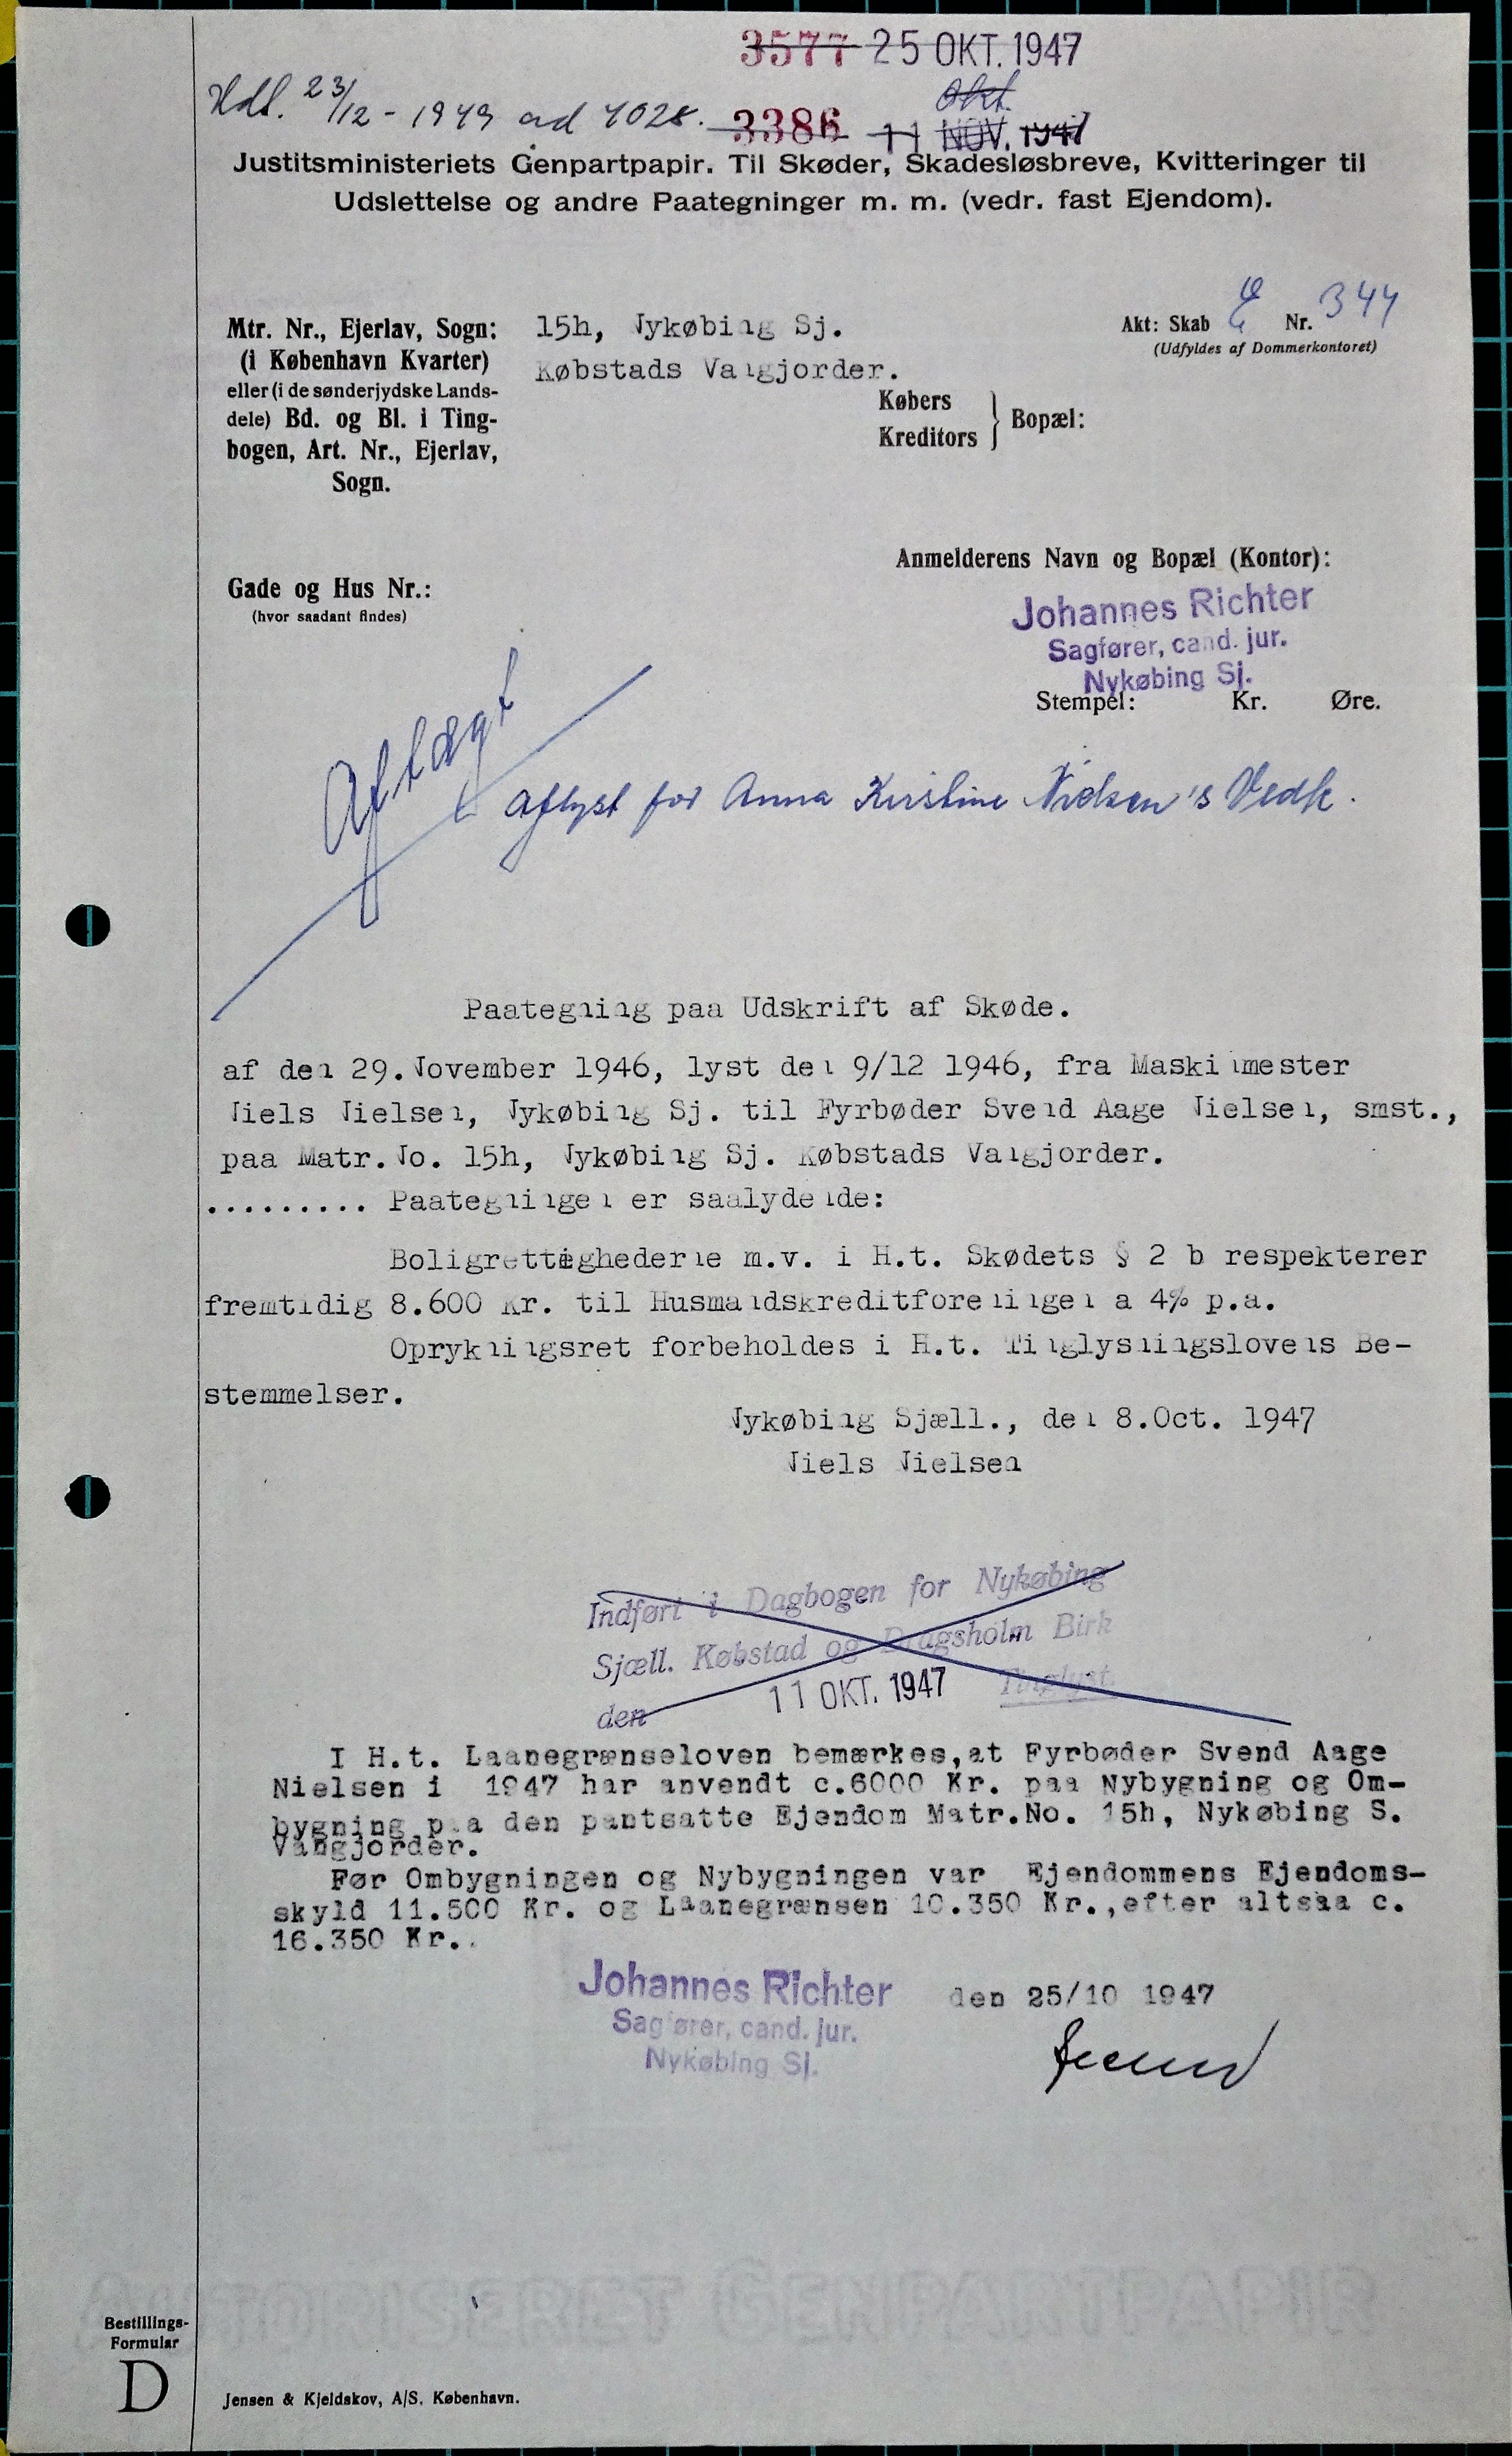 3577 25 OKT. 1947
Udl. 23/12 - 1949 ad 4028. Okt.
3386 11 NOV. 1947
Justitsministeriets Genpartpapir. Til Skøder, Skadesløsbreve, Kvitteringer til
Udslettelse og andre Paategninger m. m. (vedr. fast Ejendom).
Mtr. Nr., Ejerlav, Sogn: 15h, Nykøbing Sj. Akt: Skab E Nr. 344
(i København Kvarter) Købstads Vangjorder. (Udfyldes af Dommerkontoret)
eller (i de sønderjydske Lands-
dele) Bd. og Bl. i Ting-
bogen, Art. Nr., Ejerlav,
Sogn.
Købers
Kreditors } Bopæl:
Anmelderens Navn og Bopæl (Kontor):
Gade og Hus Nr.:
(hvor saadant findes)
Johannes Richter
Sagfører, cand. jur.
Nykøbing Sj.
Stempel: Kr. Øre.
Aflægt
aflyst for Anna Kirstine Nielsen's Vedk.
Paategning paa Udskrift af Skøde.
af den 29.November 1946, lyst den 9/12 1946, fra Maskinmester
Niels Nielsen, Nykøbing Sj. til Fyrbøder Svend Aage Nielsen, smst.,
paa Matr.No. 15h, Nykøbing Sj. Købstads Vangjorder.
......... Paategningen er saalydende:
Boligrettighederne m.v. i H.t. Skødets § 2 b respekterer
fremtidig 8.600 Kr. til Husmandskreditforeningen a 4% p.a.
Oprykningsret forbeholdes i H.t. Tinglysningslovens Be-
stemmelser.
Nykøbing Sjæll., den 8.Oct. 1947
Niels Nielsen
Indført i Dagbogen for Nykøbing
Sjæll. Købstad og Dragsholm Birk
den 11 OKT. 1947 Tinglyst.
I H.t. Laanegrænseloven bemærkes,at Fyrbøder Svend Aage
Nielsen i 1947 har anvendt c.6000 Kr. paa Nybygning og Om-
bygning paa den pantsatte Ejendom Matr.No. 15h, Nykøbing S.
Vangjorder.
Før Ombygningen og Nybygningen var Ejendommens Ejendoms-
skyld 11.500 Kr. og Laanegrænsen 10.350 Kr.,efter altsaa c.
16.350 Kr..
Johannes Richter den 25/10 1947
Sagfører, cand. jur.
Nykøbing Sj.
Bestillings-
Formular
D
Jensen & Kjeldskov, A/S. København.